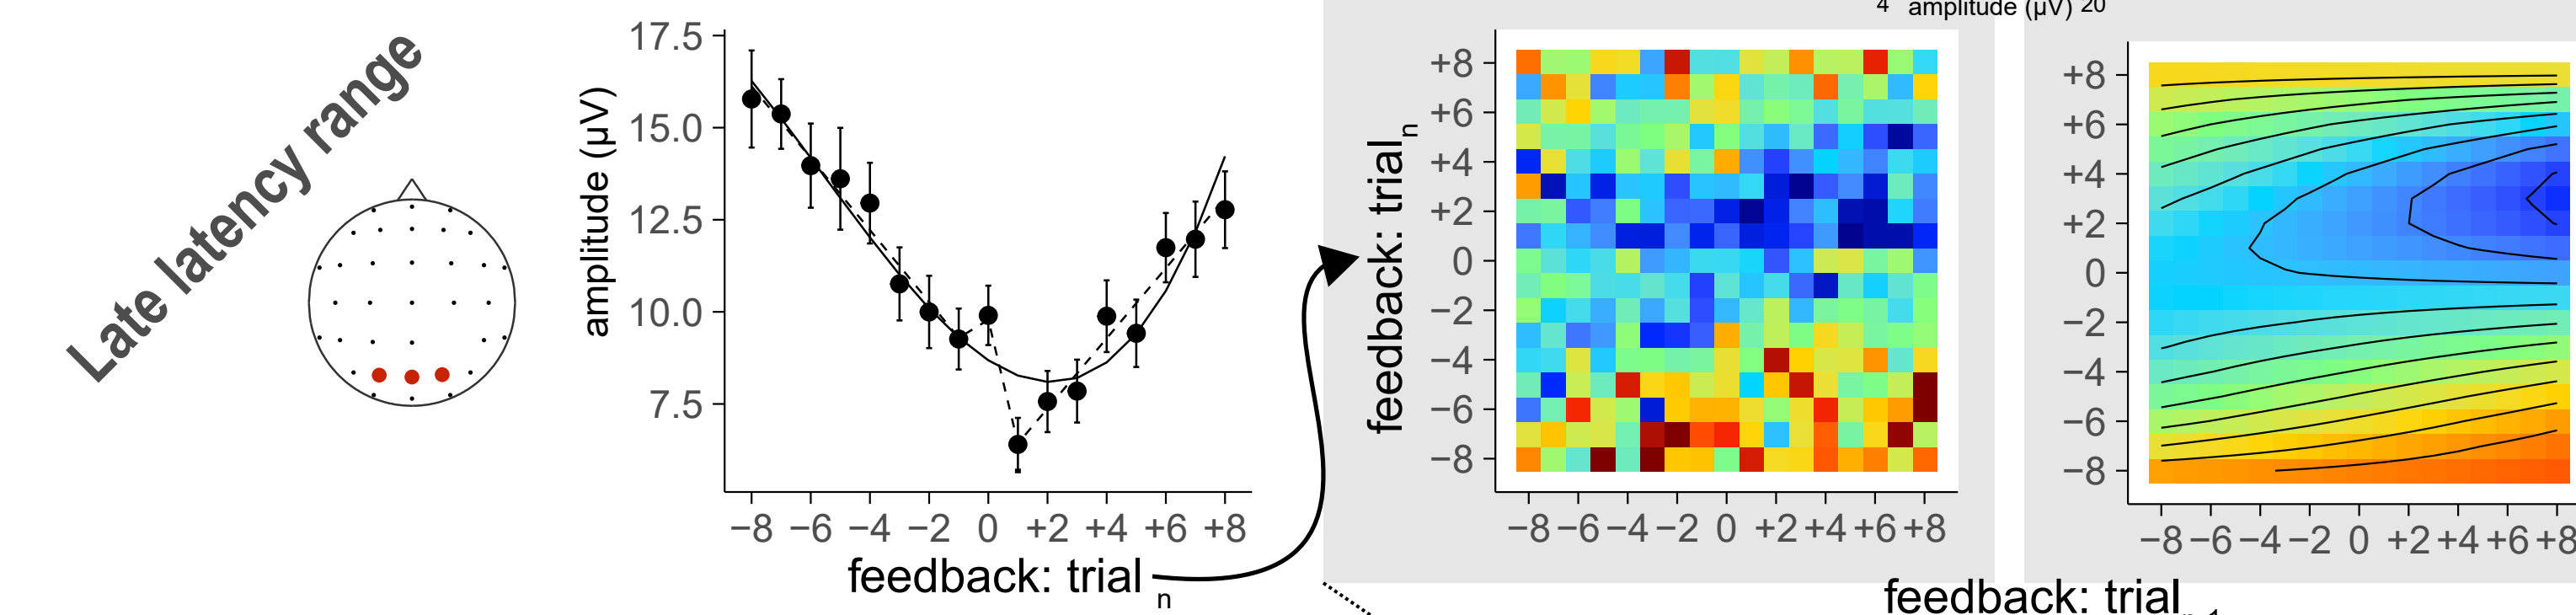 4 amplitude (μV) 20
Late latency range
amplitude (μV)
17.5
15.0
12.5
10.0
7.5
−8 −6 −4 −2 0 +2 +4 +6 +8
feedback: trial n
feedback: trial n
+8
+6
+4
+2
0
−2
−4
−6
−8
−8 −6 −4 −2 0 +2 +4 +6 +8
+8
+6
+4
+2
0
−2
−4
−6
−8
−8 −6 −4 −2 0 +2 +4 +6 +8
feedback: trial